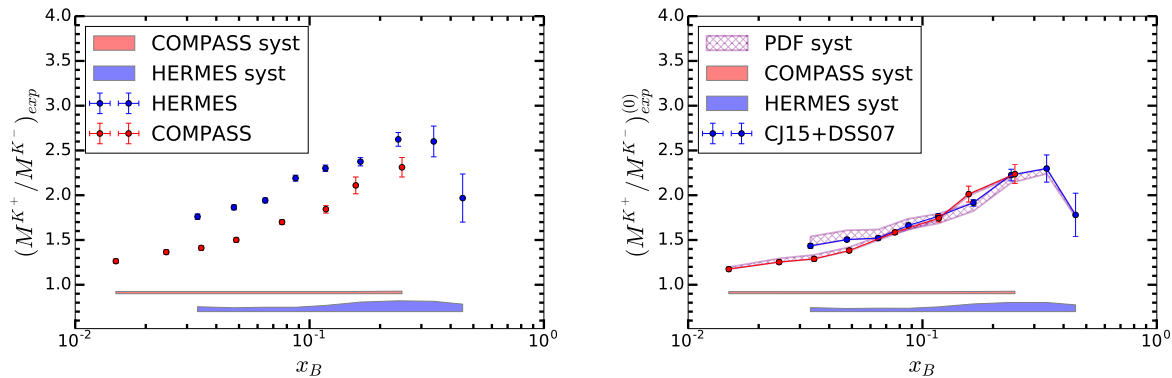 4.0
3.5
3.0
2.5
2.0
1.5
1.0
(M^{K^+}/M^{K^-})_{exp}
COMPASS syst
HERMES syst
HERMES
COMPASS
10^{-2}
10^{-1}
10^{0}
x_B
4.0
3.5
3.0
2.5
2.0
1.5
1.0
(M^{K^+}/M^{K^-})^{(0)}_{exp}
PDF syst
COMPASS syst
HERMES syst
CJ15+DSS07
10^{-2}
10^{-1}
10^{0}
x_B